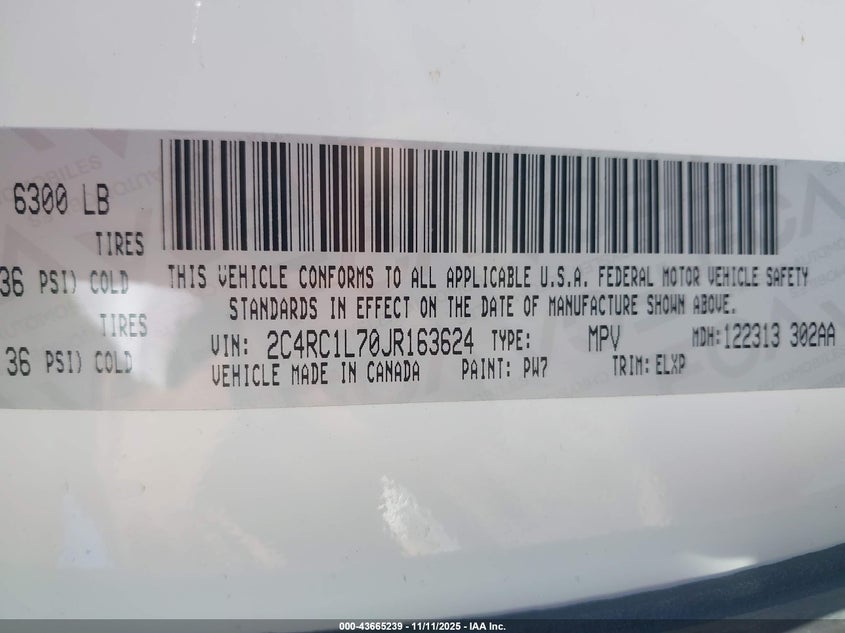 6300 LB
TIRES
36 PSI) COLD
TIRES
36 PSI) COLD
THIS VEHICLE CONFORMS TO ALL APPLICABLE U.S.A. FEDERAL MOTOR VEHICLE SAFETY
STANDARDS IN EFFECT ON THE DATE OF MANUFACTURE SHOWN ABOVE.
VIN: 2C4RC1L70JR163624 TYPE: MPV MDH:122313 302AA
VEHICLE MADE IN CANADA PAINT: PW7 TRIM: ELXP
000-43665239 - 11/11/2025 - IAA Inc.